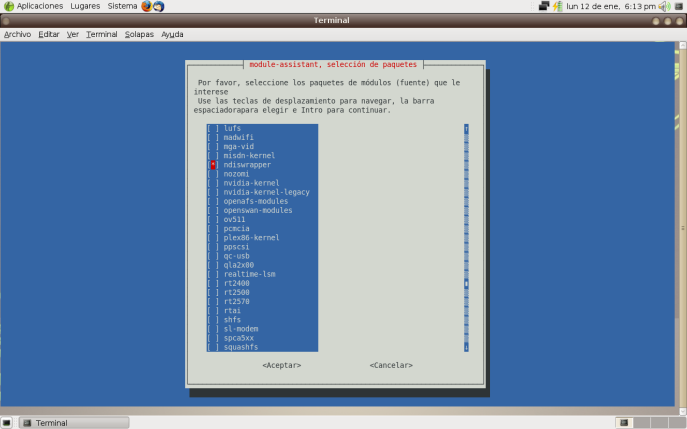 Aplicaciones Lugares Sistema lun 12 de ene, 6:13 pm
Terminal
Archivo Editar Ver Terminal Solapas Ayuda
module-assistant, selección de paquetes
Por favor, seleccione los paquetes de módulos (fuente) que le
interese
Use las teclas de desplazamiento para navegar, la barra
espaciadorapara elegir e Intro para continuar.
[ ] lufs
[ ] madwifi
[ ] mga-vid
[ ] misdn-kernel
[*] ndiswrapper
[ ] nozomi
[ ] nvidia-kernel
[ ] nvidia-kernel-legacy
[ ] openafs-modules
[ ] openswan-modules
[ ] ov511
[ ] pcmcia
[ ] plex86-kernel
[ ] ppscsi
[ ] qc-usb
[ ] qla2x00
[ ] realtime-lsm
[ ] rt2400
[ ] rt2500
[ ] rt2570
[ ] rtai
[ ] shfs
[ ] sl-modem
[ ] spca5xx
[ ] squashfs
<Aceptar> <Cancelar>
Terminal